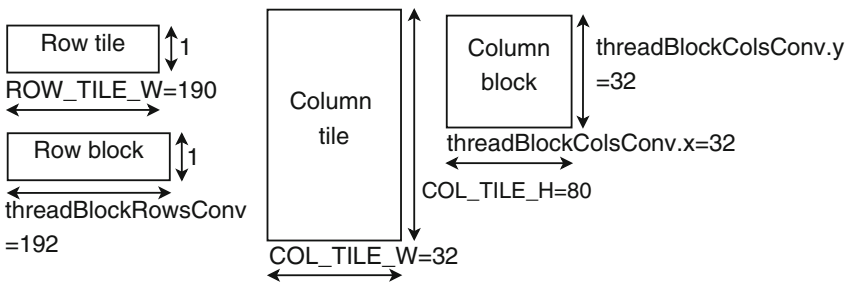 Row tile
1
ROW_TILE_W=190
Row block
1
threadBlockRowsConv
=192
Column
tile
COL_TILE_W=32
COL_TILE_H=80
Column
block
threadBlockColsConv.y
=32
threadBlockColsConv.x=32